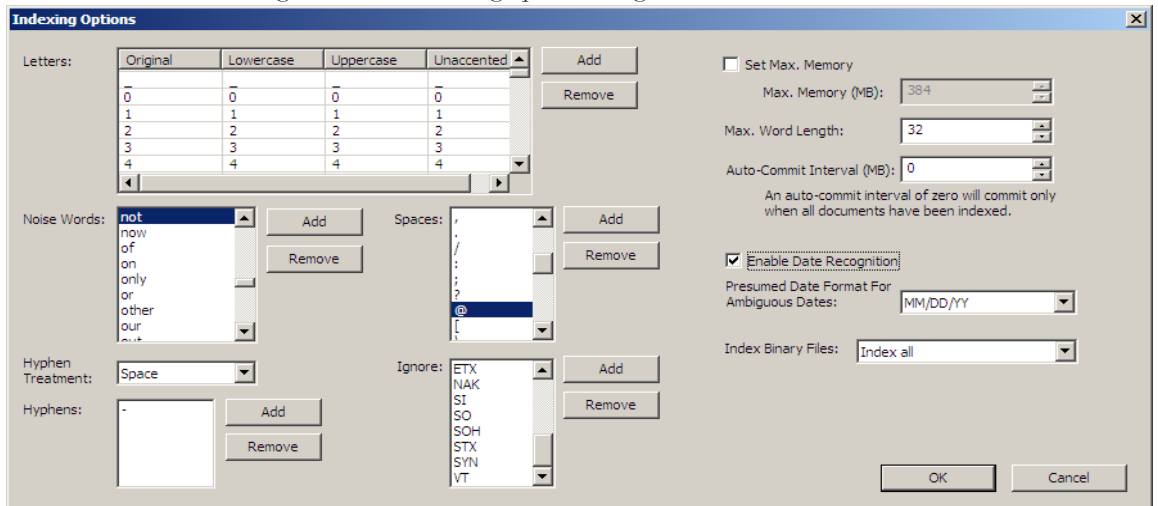 Indexing Options
Letters:
Original Lowercase Uppercase Unaccented
_ _ _ _
0 0 0 0
1 1 1 1
2 2 2 2
3 3 3 3
4 4 4 4
Add
Remove
Noise Words:
not
now
of
on
only
or
other
our
Add
Remove
Spaces:
,
.
/
:
;
?
@
[
Add
Remove
Hyphen
Treatment:
Space
Hyphens:
-
Add
Remove
Ignore:
ETX
NAK
SI
SO
SOH
STX
SYN
VT
Add
Remove
Set Max. Memory
Max. Memory (MB): 384
Max. Word Length: 32
Auto-Commit Interval (MB): 0
An auto-commit interval of zero will commit only
when all documents have been indexed.
Enable Date Recognition
Presumed Date Format For
Ambiguous Dates: MM/DD/YY
Index Binary Files: Index all
OK Cancel